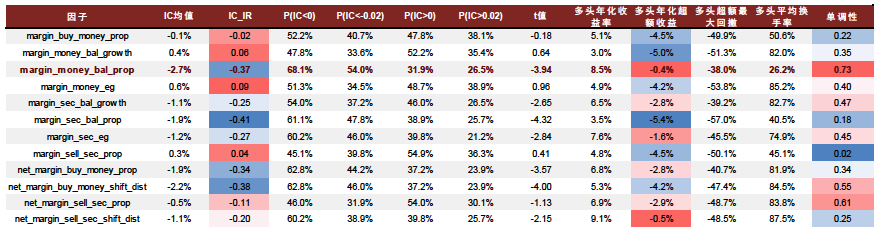 因子 IC均值 IC_IR P(IC<0) P(IC<-0.02) P(IC>0) P(IC>0.02) t值 多头年化收益率 多头年化超额收益 多头超额最大回撤 多头平均换手率 单调性
margin_buy_money_prop -0.1% -0.02 52.2% 40.7% 47.8% 38.1% -0.18 5.1% -4.5% -49.9% 50.6% 0.22
margin_money_bal_growth 0.4% 0.06 47.8% 33.6% 52.2% 35.4% 0.64 3.0% -5.0% -51.3% 82.0% 0.35
margin_money_bal_prop -2.7% -0.37 68.1% 54.0% 31.9% 26.5% -3.94 8.5% -0.4% -38.0% 26.2% 0.73
margin_money_eg 0.6% 0.09 51.3% 34.5% 48.7% 38.9% 0.96 4.9% -4.2% -53.8% 85.2% 0.40
margin_sec_bal_growth -1.1% -0.25 54.0% 37.2% 46.0% 26.5% -2.65 6.5% -2.8% -39.2% 82.7% 0.47
margin_sec_bal_prop -1.9% -0.41 61.1% 47.8% 38.9% 25.7% -4.32 3.5% -5.4% -57.0% 40.5% 0.18
margin_sec_eg -1.2% -0.27 60.2% 46.0% 39.8% 21.2% -2.84 7.6% -1.6% -45.5% 74.9% 0.45
margin_sell_sec_prop 0.3% 0.04 45.1% 39.8% 54.9% 36.3% 0.41 4.8% -4.5% -50.1% 45.1% 0.02
net_margin_buy_money_prop -1.9% -0.34 62.8% 44.2% 37.2% 23.9% -3.57 6.8% -2.8% -40.7% 81.9% 0.34
net_margin_buy_money_shift_dist -2.2% -0.38 62.8% 46.0% 37.2% 23.9% -4.00 5.3% -4.2% -47.4% 84.5% 0.55
net_margin_sell_sec_prop -0.5% -0.11 46.0% 31.9% 54.0% 30.1% -1.13 6.9% -2.9% -48.7% 83.8% 0.61
net_margin_sell_sec_shift_dist -1.1% -0.20 60.2% 38.9% 39.8% 25.7% -2.15 9.1% -0.5% -48.5% 87.5% 0.25